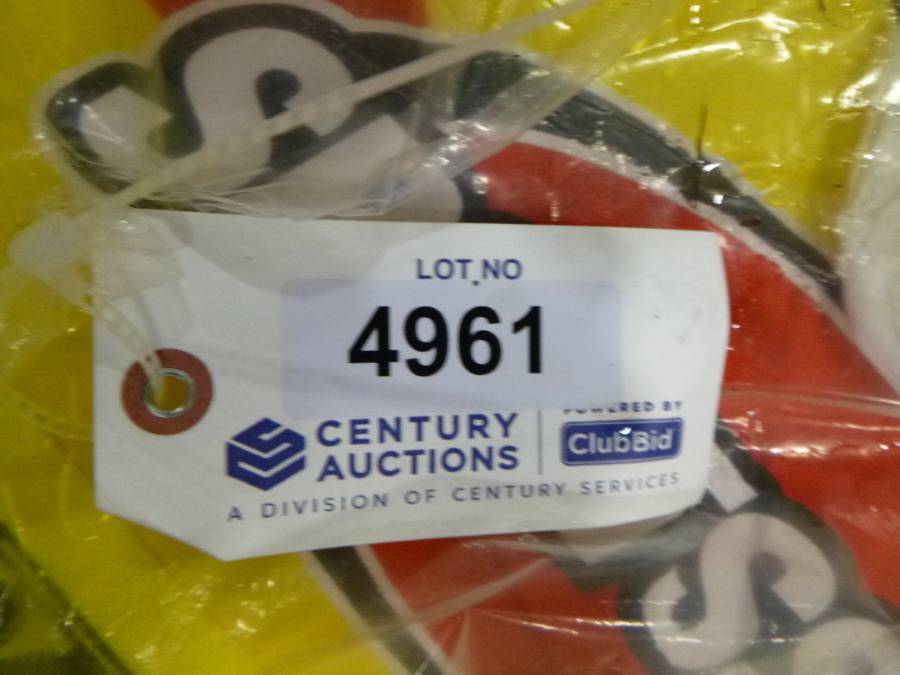 LOT NO
4961
CENTURY
AUCTIONS
POWERED BY
ClubBid
A DIVISION OF CENTURY SERVICES